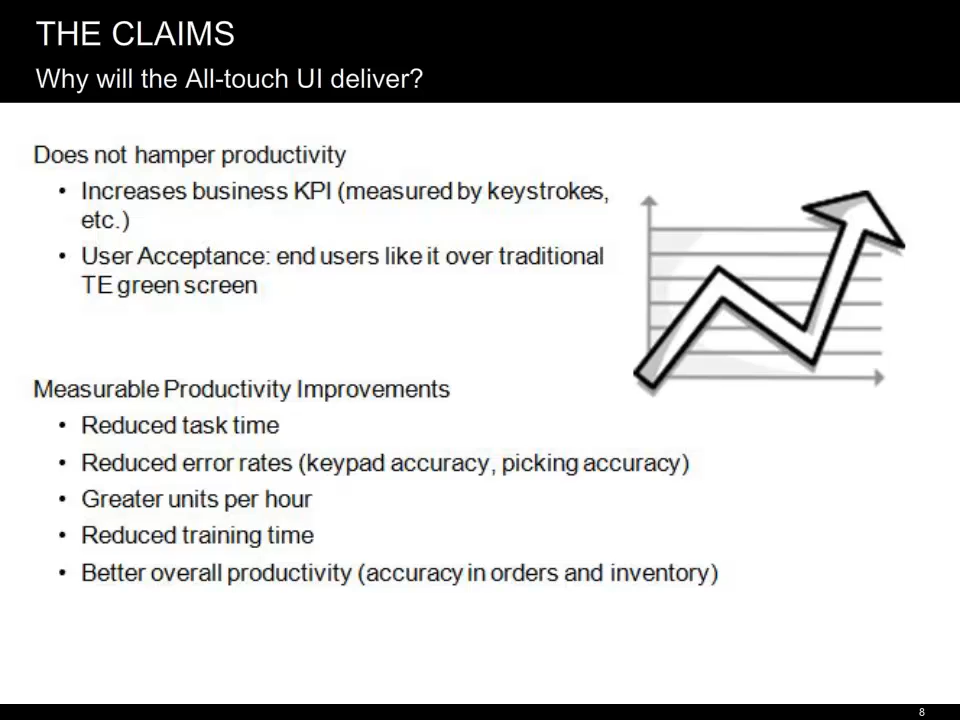 THE CLAIMS
Why will the All-touch UI deliver?
Does not hamper productivity
• Increases business KPI (measured by keystrokes,
etc.)
• User Acceptance: end users like it over traditional
TE green screen
Measurable Productivity Improvements
• Reduced task time
• Reduced error rates (keypad accuracy, picking accuracy)
• Greater units per hour
• Reduced training time
• Better overall productivity (accuracy in orders and inventory)
8